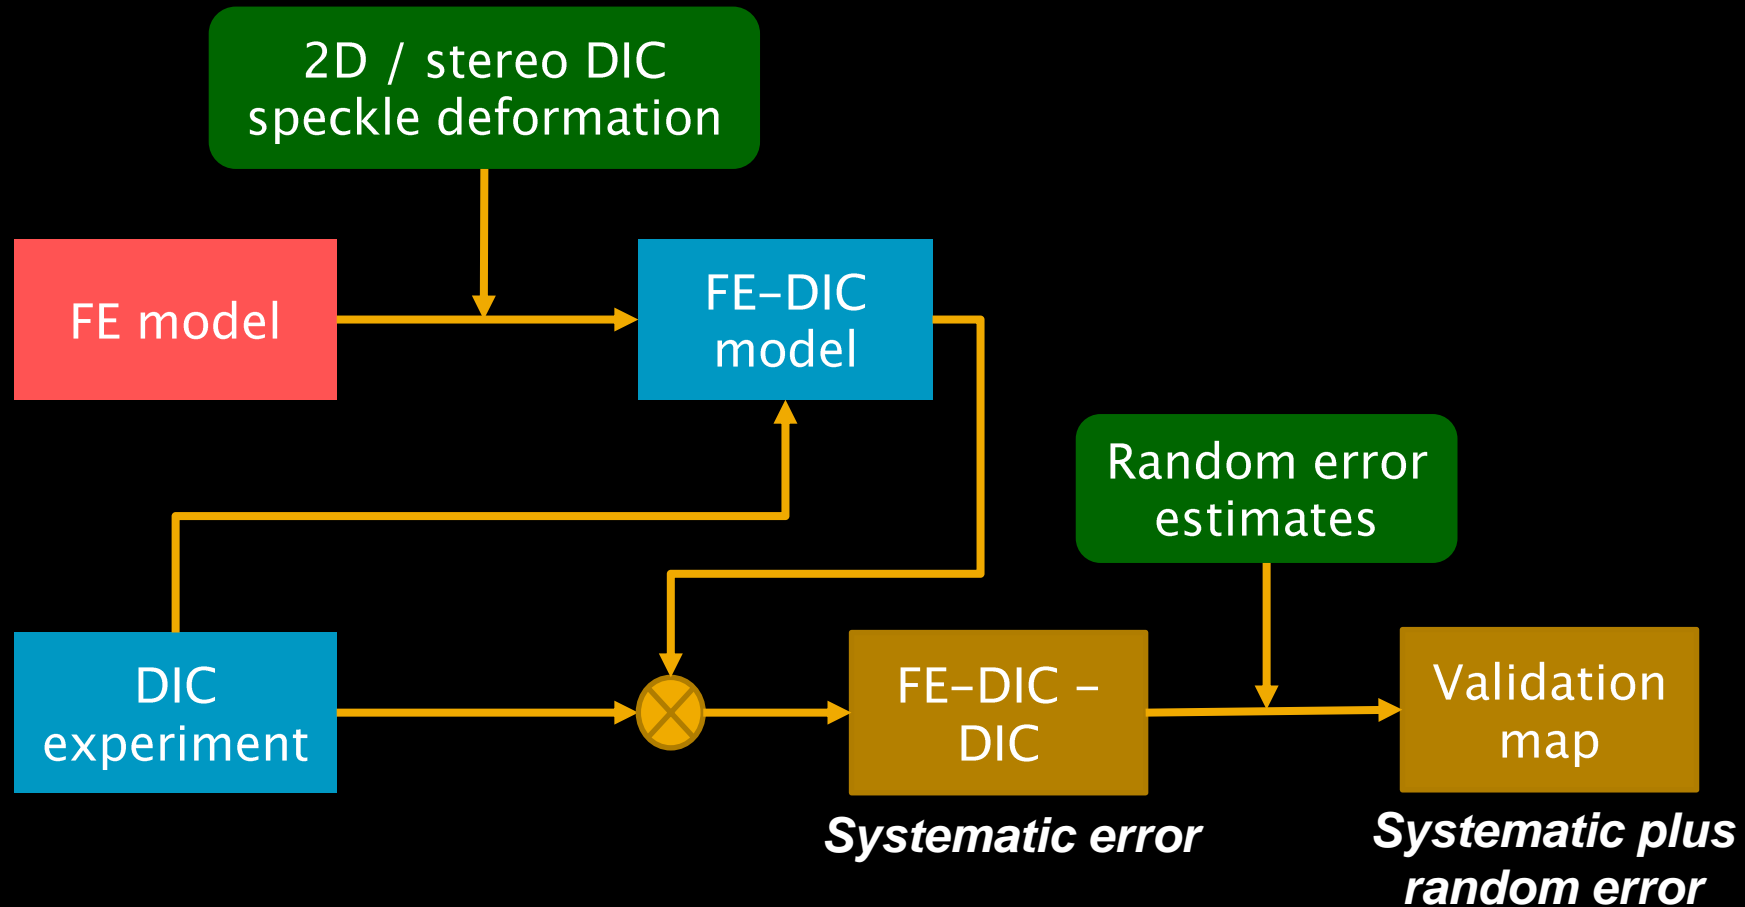 2D / stereo DIC
speckle deformation
FE model
FE-DIC
model
Random error
estimates
DIC
experiment
FE-DIC -
DIC
Validation
map
Systematic error
Systematic plus
random error